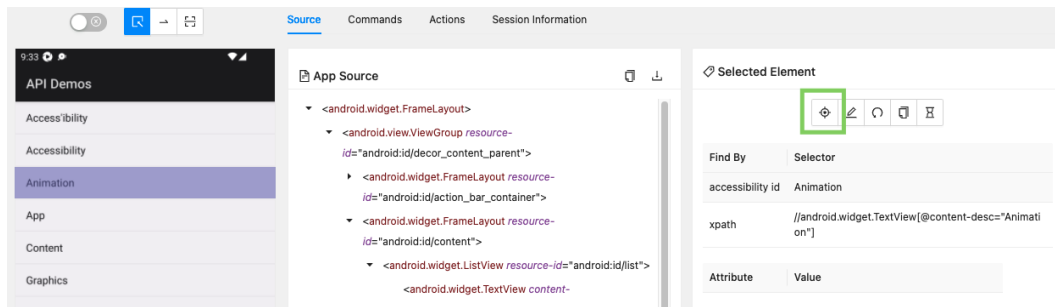 Source Commands Actions Session Information
9:33
API Demos
Access'ibility
Accessibility
Animation
App
Content
Graphics
App Source
<android.widget.FrameLayout>
<android.view.ViewGroup resource-
id="android:id/decor_content_parent">
<android.widget.FrameLayout resource-
id="android:id/action_bar_container">
<android.widget.FrameLayout resource-
id="android:id/content">
<android.widget.ListView resource-id="android:id/list">
<android.widget.TextView content-
Selected Element
Find By Selector
accessibility id Animation
xpath //android.widget.TextView[@content-desc="Animati
on"]
Attribute Value